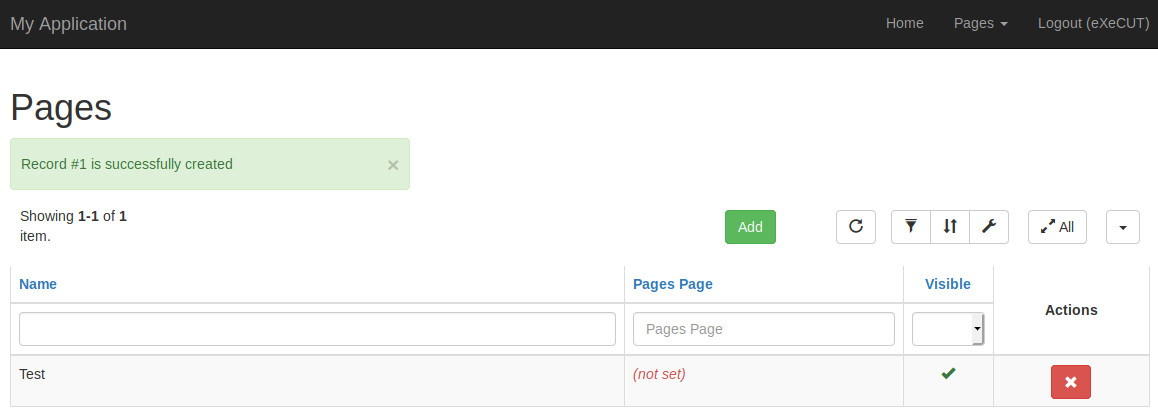 My Application Home Pages Logout (eXeCUT)
Pages
Record #1 is successfully created ×
Showing 1-1 of 1
item.
Add All
Name Pages Page Visible
Actions
Pages Page
Test (not set)